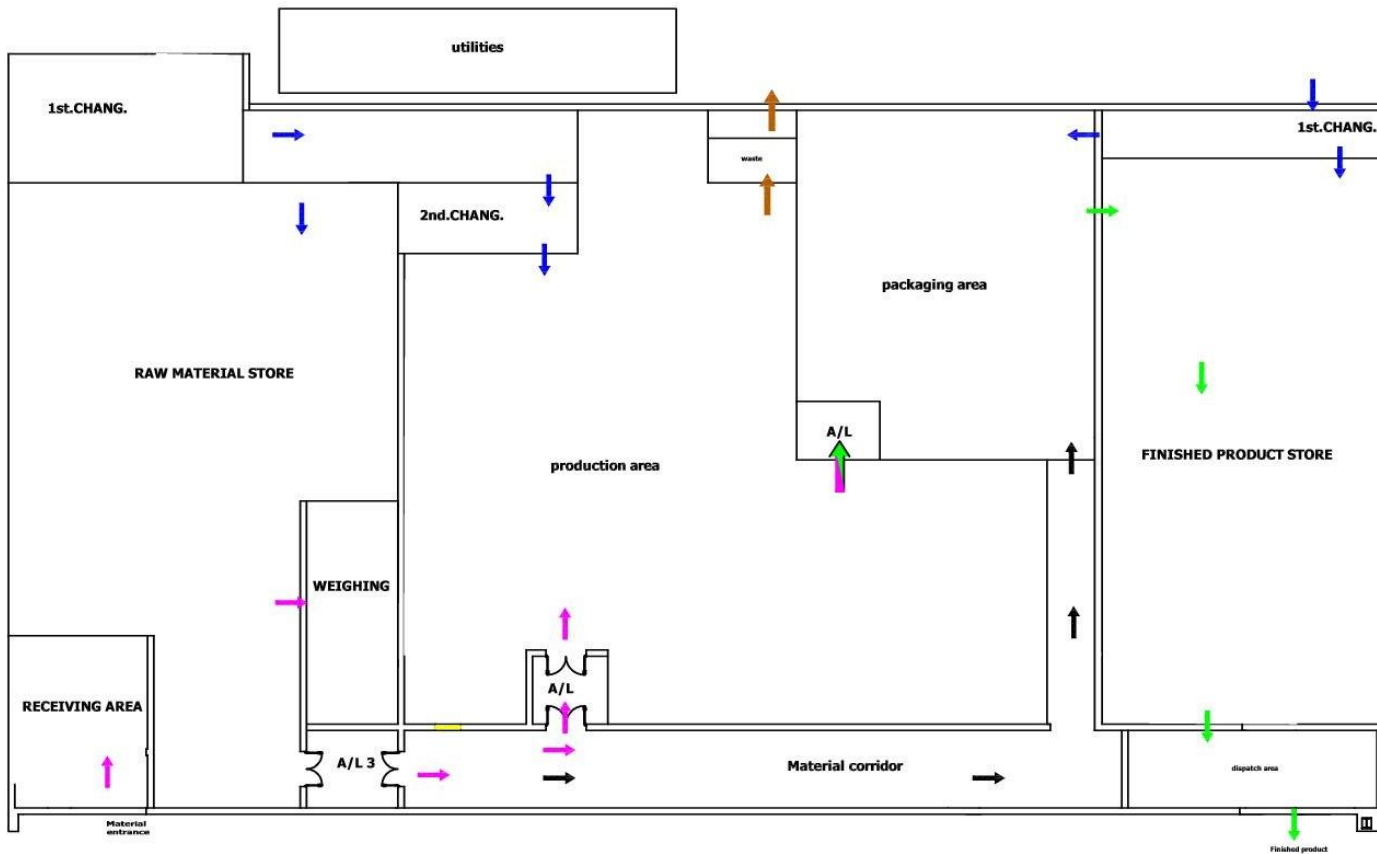 utilities
1st.CHANG.
1st.CHANG.
waste
2nd.CHANG.
packaging area
RAW MATERIAL STORE
A/L
production area
FINISHED PRODUCT STORE
WEIGHING
A/L
RECEIVING AREA
A/L 3
Material corridor
dispatch area
Material
entrance
Finished product